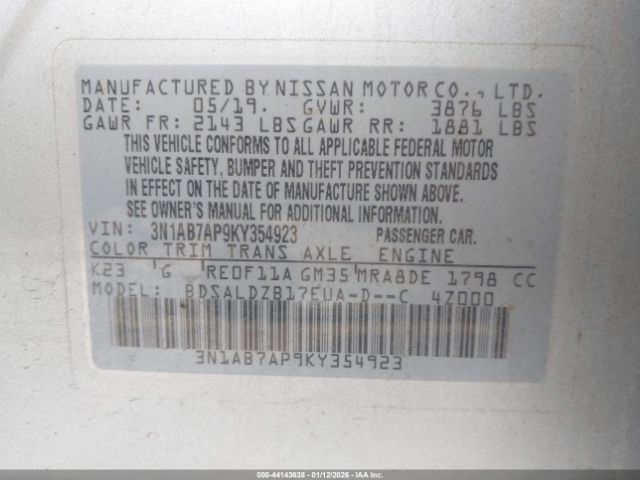 MANUFACTURED BY NISSAN MOTOR CO., LTD.
DATE: 05/19. GVWR: 3876 LBS
GAWR FR: 2143 LBS GAWR RR: 1881 LBS
THIS VEHICLE CONFORMS TO ALL APPLICABLE FEDERAL MOTOR
VEHICLE SAFETY, BUMPER AND THEFT PREVENTION STANDARDS
IN EFFECT ON THE DATE OF MANUFACTURE SHOWN ABOVE.
SEE OWNER'S MANUAL FOR ADDITIONAL INFORMATION.
VIN: 3N1AB7AP9KY354923 PASSENGER CAR.
COLOR TRIM TRANS AXLE ENGINE
K23 G RE0F11A GM35 MRA8DE 1798 CC
MODEL: BDSALDZB17EUA-D--C 4Z000
3N1AB7AP9KY354923
000-44143638 - 01/12/2026 - IAAI.COM